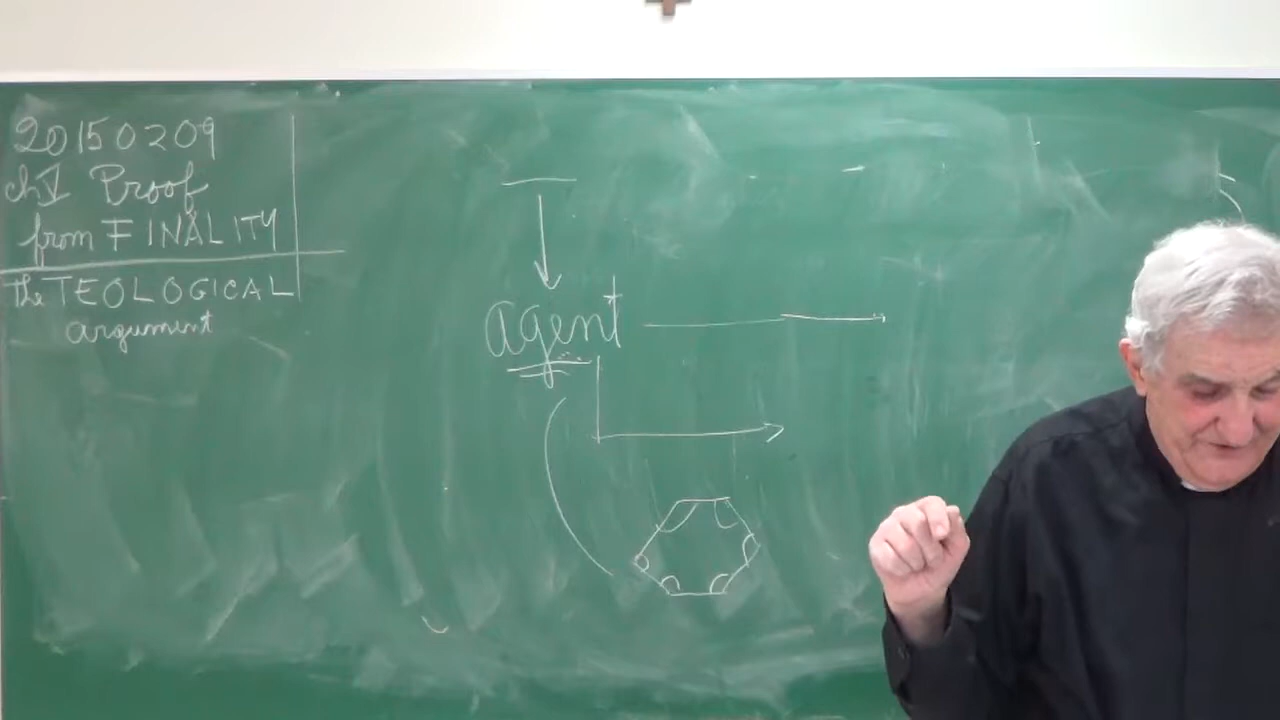 20150209
ch V Proof
from FINALITY
the TEOLOGICAL
argument
agent